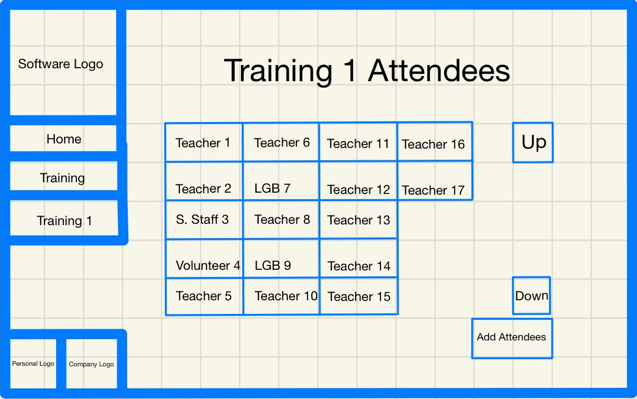 Software Logo
Training 1 Attendees
Home
Training
Training 1
Teacher 1 Teacher 6 Teacher 11 Teacher 16
Teacher 2 LGB 7 Teacher 12 Teacher 17
S. Staff 3 Teacher 8 Teacher 13
Volunteer 4 LGB 9 Teacher 14
Teacher 5 Teacher 10 Teacher 15
Up
Down
Add Attendees
Personal Logo Company Logo